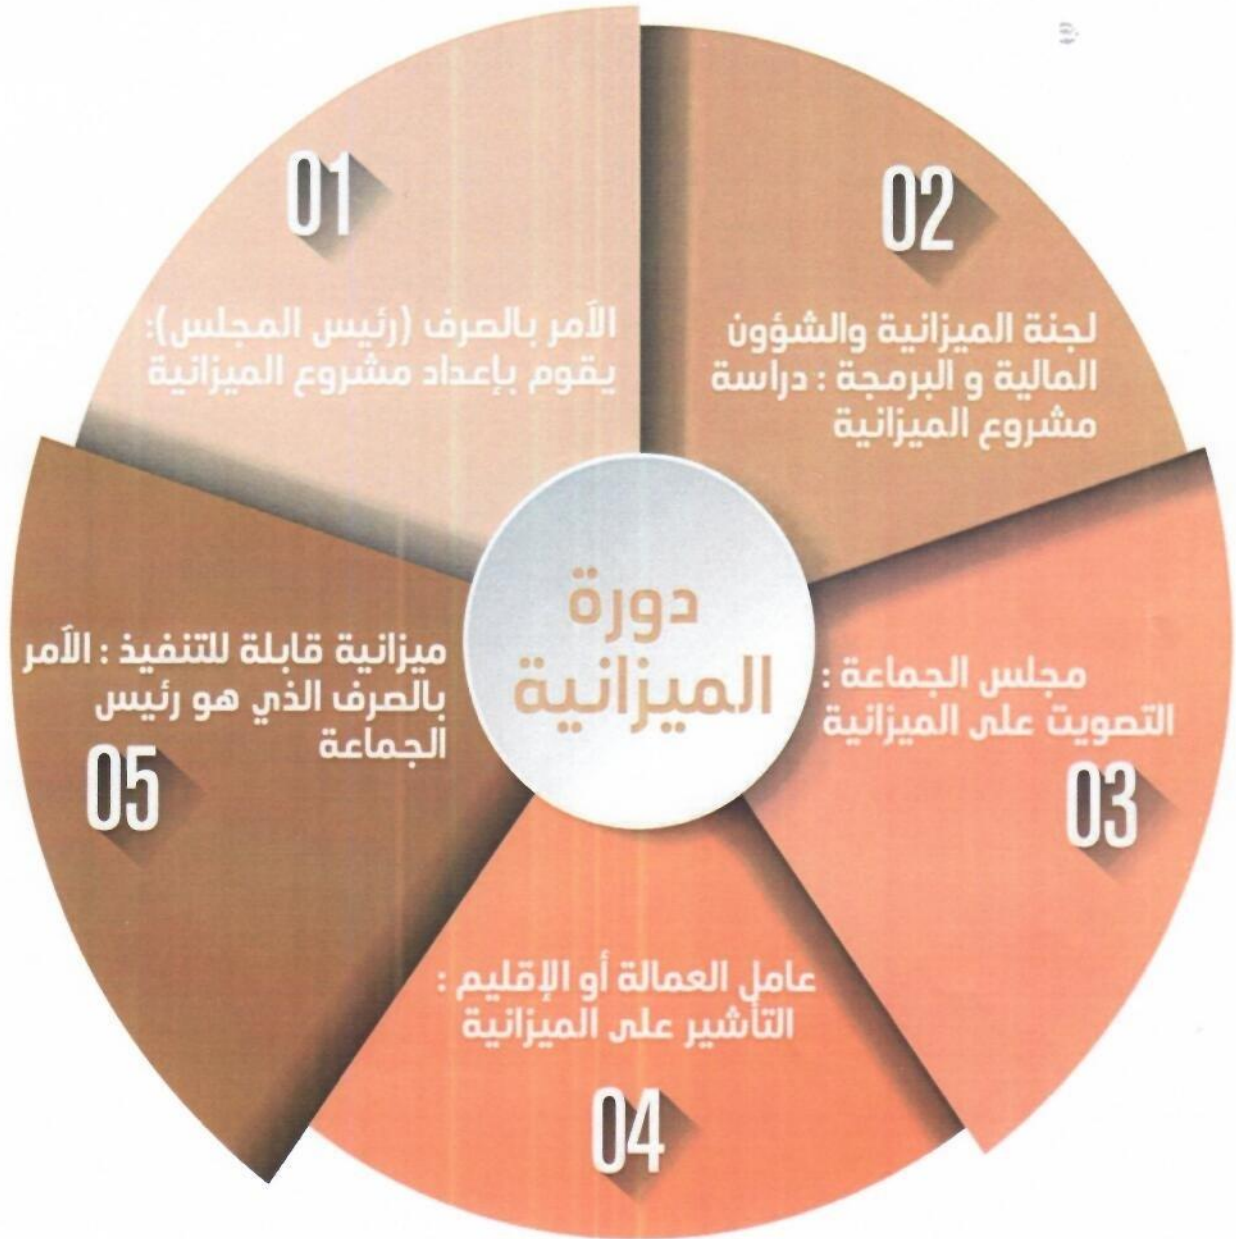 دورة
الميزانية
01
الآمر بالصرف (رئيس المجلس):
يقوم بإعداد مشروع الميزانية
02
لجنة الميزانية والشؤون
المالية و البرمجة : دراسة
مشروع الميزانية
مجلس الجماعة :
التصويت على الميزانية
03
عامل العمالة أو الإقليم :
التأشير على الميزانية
04
ميزانية قابلة للتنفيذ : الآمر
بالصرف الذي هو رئيس
الجماعة
05